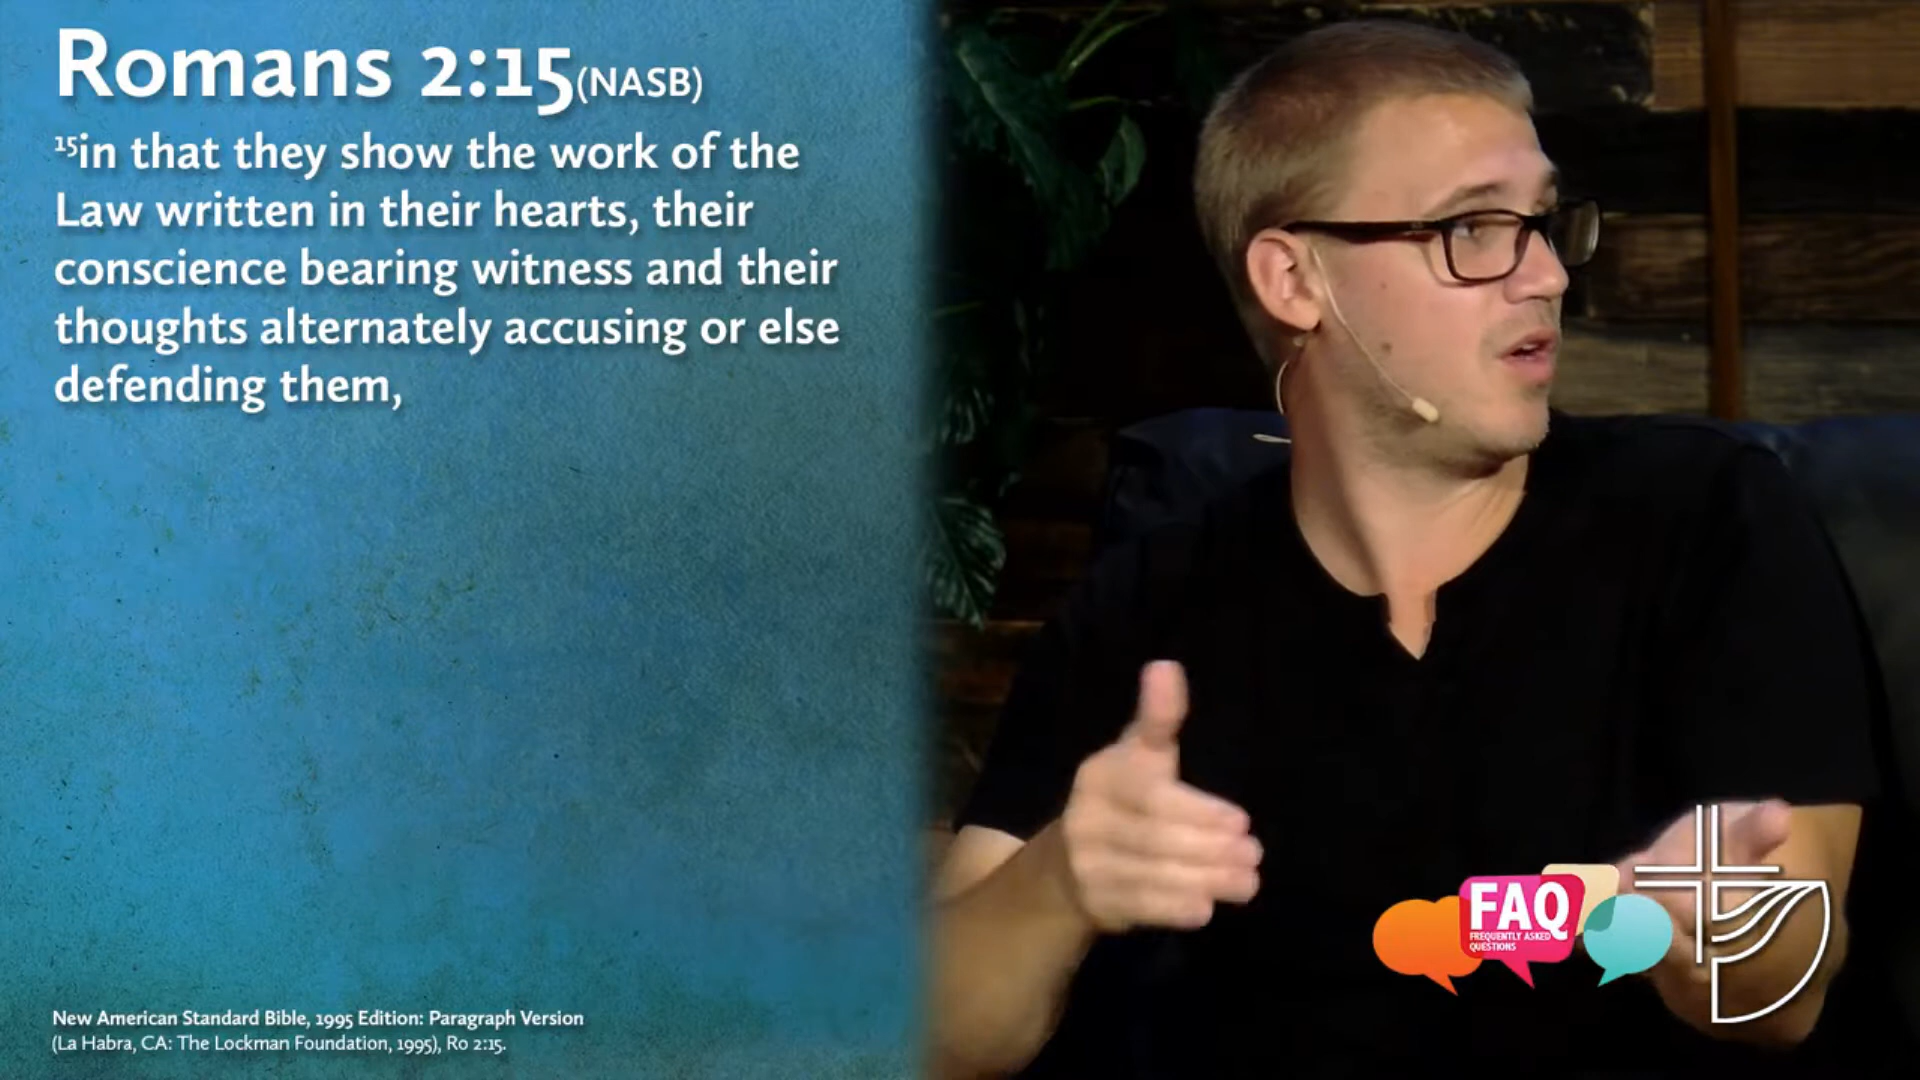 Romans 2:15(NASB)
15in that they show the work of the
Law written in their hearts, their
conscience bearing witness and their
thoughts alternately accusing or else
defending them,
New American Standard Bible, 1995 Edition: Paragraph Version
(La Habra, CA: The Lockman Foundation, 1995), Ro 2:15.
FAQ
FREQUENTLY ASKED
QUESTIONS